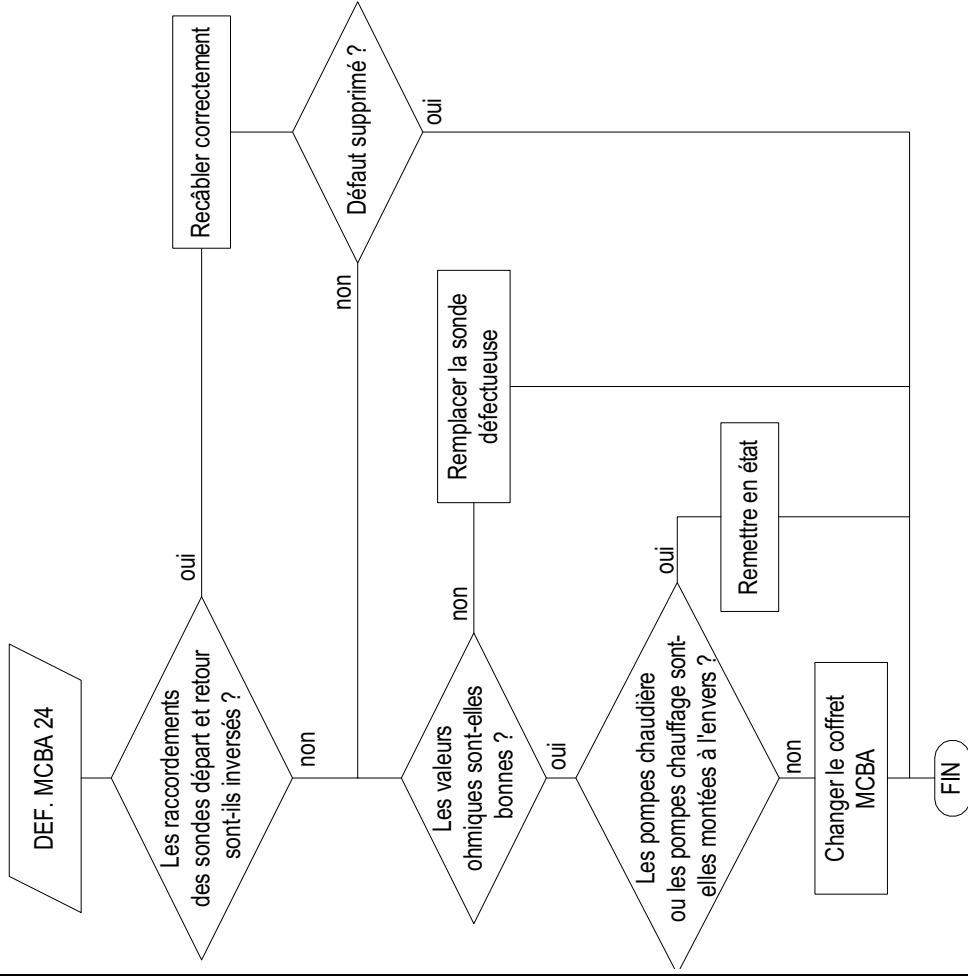 DEF. MCBA 24
Les raccordements
des sondes départ et retour
sont-ils inversés ?
oui
Recâbler correctement
Défaut supprimé ?
oui
non
non
Les valeurs
ohmiques sont-elles
bonnes ?
non
Remplacer la sonde
défectueuse
oui
Les pompes chaudière
ou les pompes chauffage sont-
elles montées à l'envers ?
oui
Remettre en état
non
Changer le coffret
MCBA
FIN